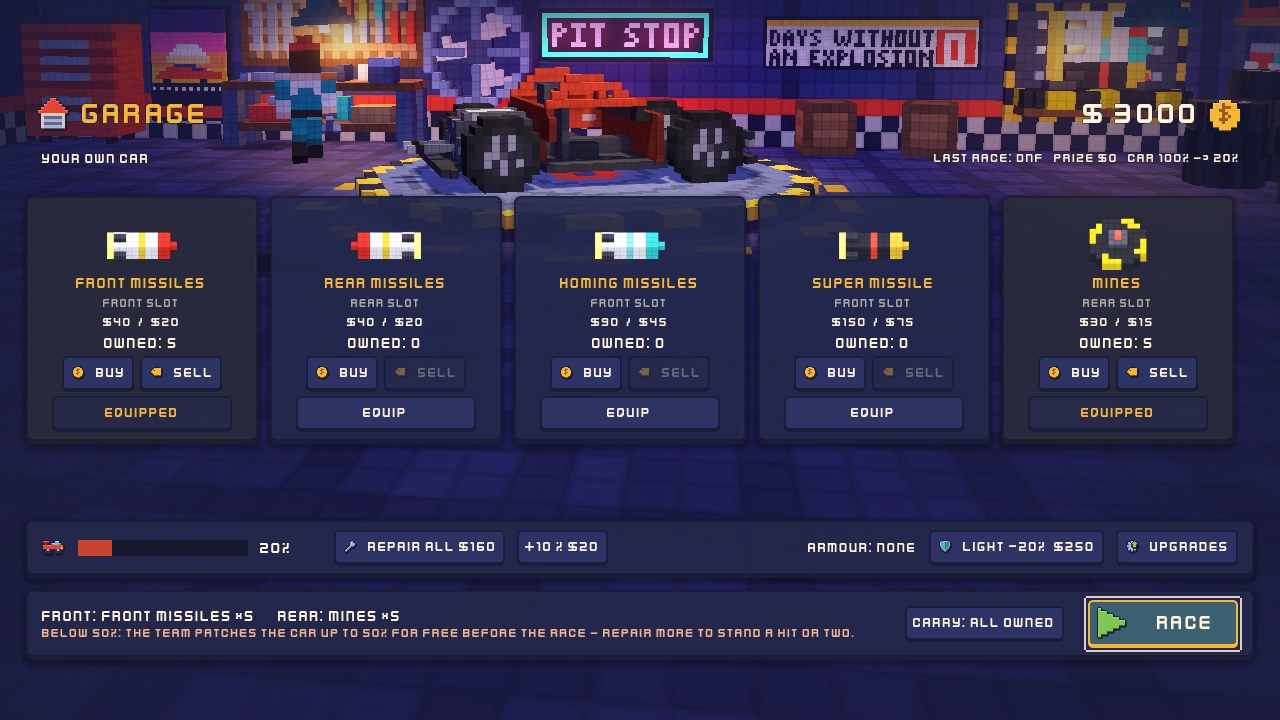 PIT STOP
DAYS WITHOUT
AN EXPLOSION
0
GARAGE
$ 3000
YOUR OWN CAR
LAST RACE: DNF PRIZE $0 CAR 100% -> 20%
FRONT MISSILES
FRONT SLOT
$40 / $20
OWNED: 5
BUY SELL
EQUIPPED
REAR MISSILES
REAR SLOT
$40 / $20
OWNED: 0
BUY SELL
EQUIP
HOMING MISSILES
FRONT SLOT
$90 / $45
OWNED: 0
BUY SELL
EQUIP
SUPER MISSILE
FRONT SLOT
$150 / $75
OWNED: 0
BUY SELL
EQUIP
MINES
REAR SLOT
$30 / $15
OWNED: 5
BUY SELL
EQUIPPED
20% REPAIR ALL $160 +10 % $20 ARMOUR: NONE LIGHT -20% $250 UPGRADES
FRONT: FRONT MISSILES ×5 REAR: MINES ×5
BELOW 50%: THE TEAM PATCHES THE CAR UP TO 50% FOR FREE BEFORE THE RACE – REPAIR MORE TO STAND A HIT OR TWO.
CARRY: ALL OWNED
RACE